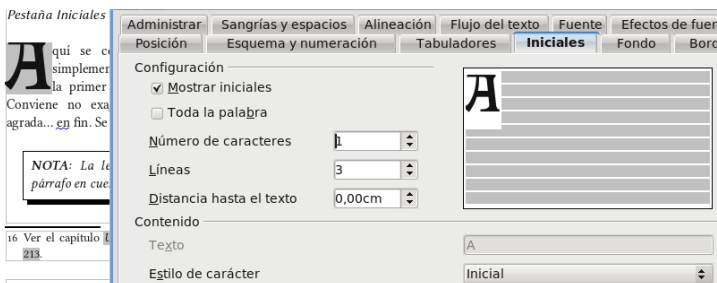 Pestaña Iniciales
A
quí se
simplemen
la primer
Conviene no exa
agrada... en fin. Se
NOTA: La le
párrafo en cue
16 Ver el capítulo
213.
Administrar Sangrías y espacios Alineación Flujo del texto Fuente Efectos de fuen
Posición Esquema y numeración Tabuladores Iniciales Fondo Bord
Configuración
Mostrar iniciales
Toda la palabra
Número de caracteres 1
Líneas 3
Distancia hasta el texto 0,00cm
A
Contenido
Texto A
Estilo de carácter Inicial